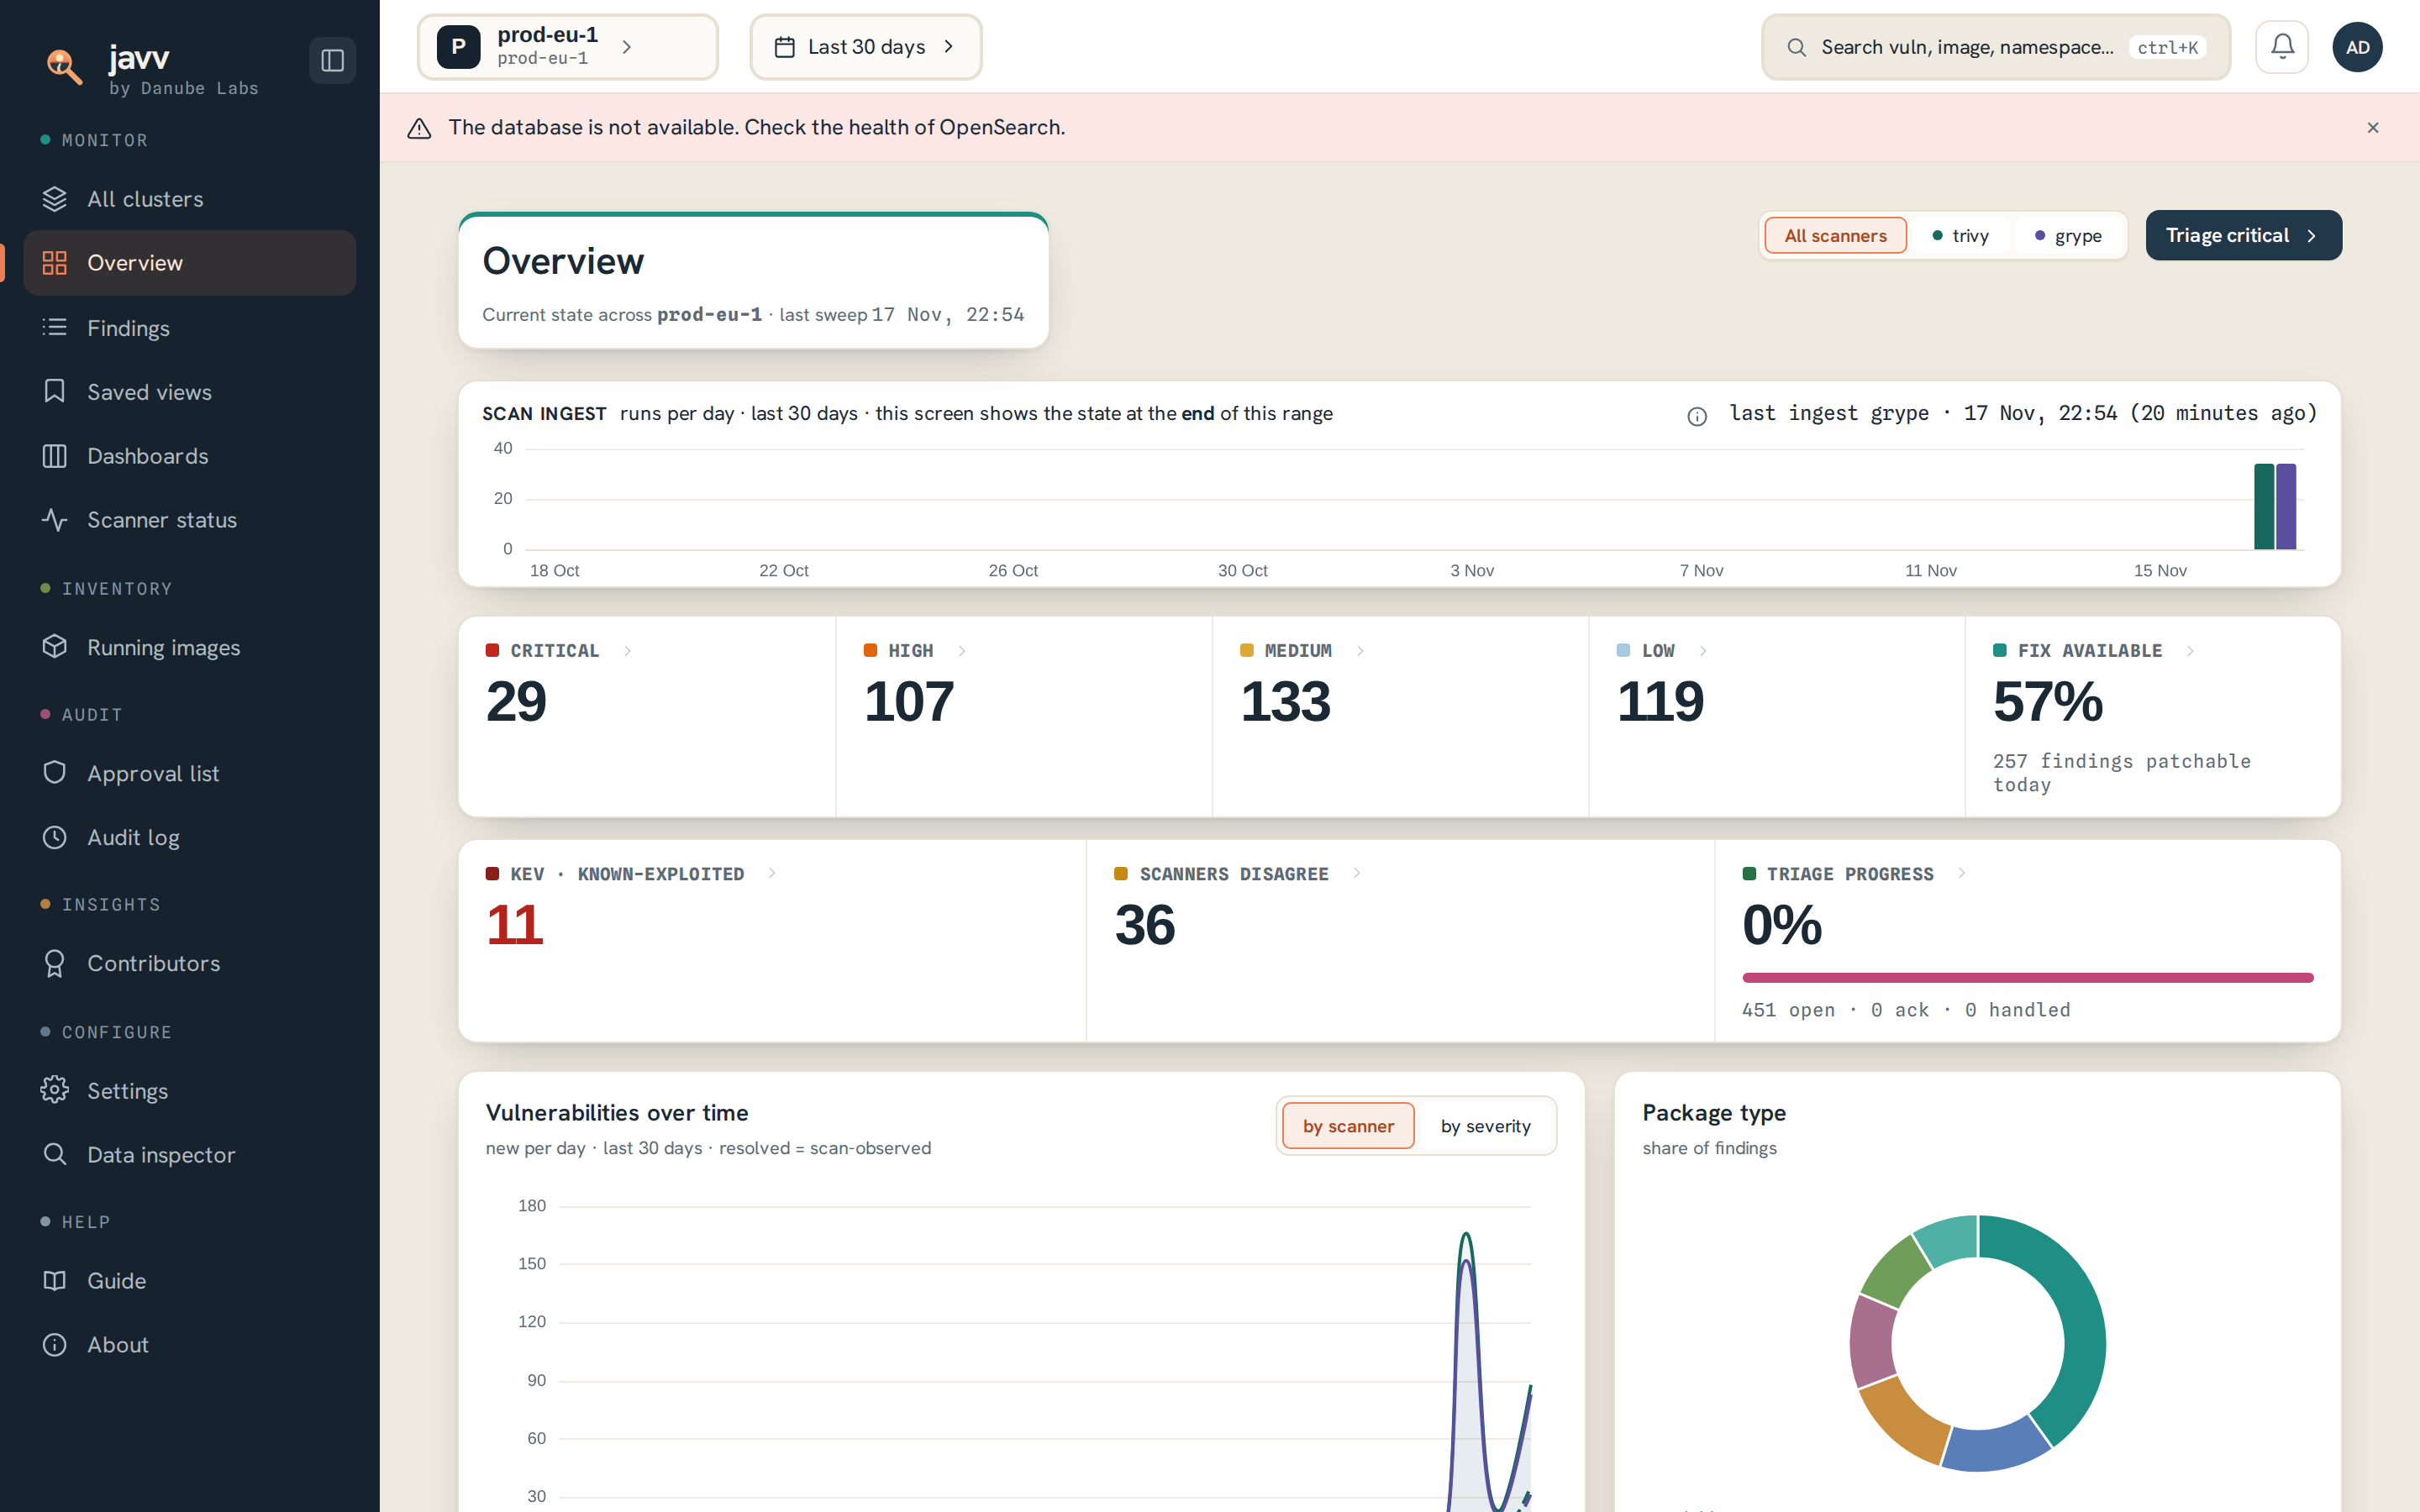 javv
by Danube Labs
MONITOR
All clusters
Overview
Findings
Saved views
Dashboards
Scanner status
INVENTORY
Running images
AUDIT
Approval list
Audit log
INSIGHTS
Contributors
CONFIGURE
Settings
Data inspector
HELP
Guide
About
P
prod-eu-1
prod-eu-1
Last 30 days
Search vuln, image, namespace...
ctrl+K
AD
The database is not available. Check the health of OpenSearch.
Overview
Current state across prod-eu-1 · last sweep 17 Nov, 22:54
All scanners
trivy
grype
Triage critical
SCAN INGEST runs per day · last 30 days · this screen shows the state at the end of this range
last ingest grype · 17 Nov, 22:54 (20 minutes ago)
40
20
0
18 Oct
22 Oct
26 Oct
30 Oct
3 Nov
7 Nov
11 Nov
15 Nov
CRITICAL
29
HIGH
107
MEDIUM
133
LOW
119
FIX AVAILABLE
57%
257 findings patchable
today
KEV · KNOWN-EXPLOITED
11
SCANNERS DISAGREE
36
TRIAGE PROGRESS
0%
451 open · 0 ack · 0 handled
Vulnerabilities over time
new per day · last 30 days · resolved = scan-observed
by scanner
by severity
180
150
120
90
60
30
Package type
share of findings